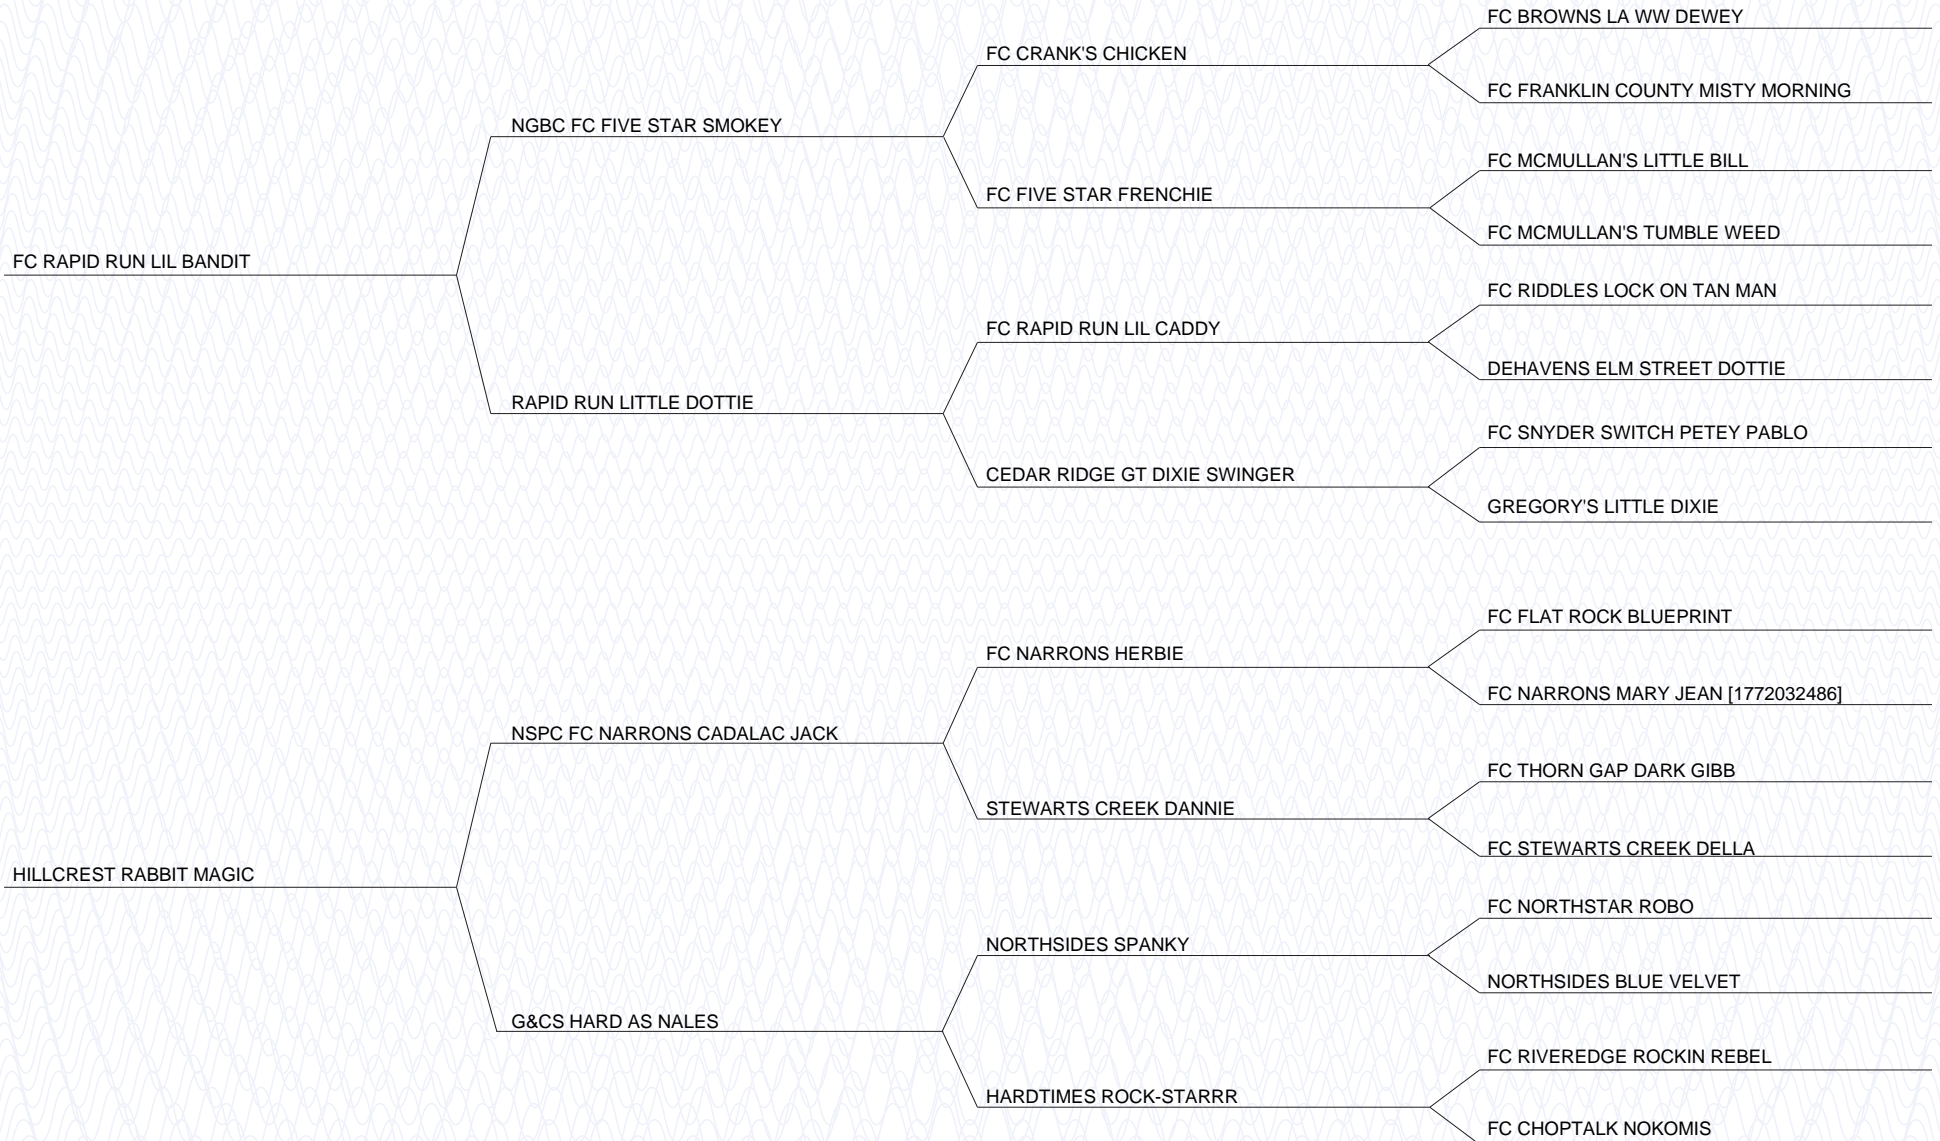 FC BROWNS LA WW DEWEY
FC CRANK'S CHICKEN
FC FRANKLIN COUNTY MISTY MORNING
NGBC FC FIVE STAR SMOKEY
FC MCMULLAN'S LITTLE BILL
FC FIVE STAR FRENCHIE
FC MCMULLAN'S TUMBLE WEED
FC RAPID RUN LIL BANDIT
FC RIDDLES LOCK ON TAN MAN
FC RAPID RUN LIL CADDY
DEHAVENS ELM STREET DOTTIE
RAPID RUN LITTLE DOTTIE
FC SNYDER SWITCH PETEY PABLO
CEDAR RIDGE GT DIXIE SWINGER
GREGORY'S LITTLE DIXIE
FC FLAT ROCK BLUEPRINT
FC NARRONS HERBIE
FC NARRONS MARY JEAN [1772032486]
NSPC FC NARRONS CADALAC JACK
FC THORN GAP DARK GIBB
STEWARTS CREEK DANNIE
FC STEWARTS CREEK DELLA
HILLCREST RABBIT MAGIC
FC NORTHSTAR ROBO
NORTHSIDES SPANKY
NORTHSIDES BLUE VELVET
G&CS HARD AS NALES
FC RIVEREDGE ROCKIN REBEL
HARDTIMES ROCK-STARRR
FC CHOPTALK NOKOMIS